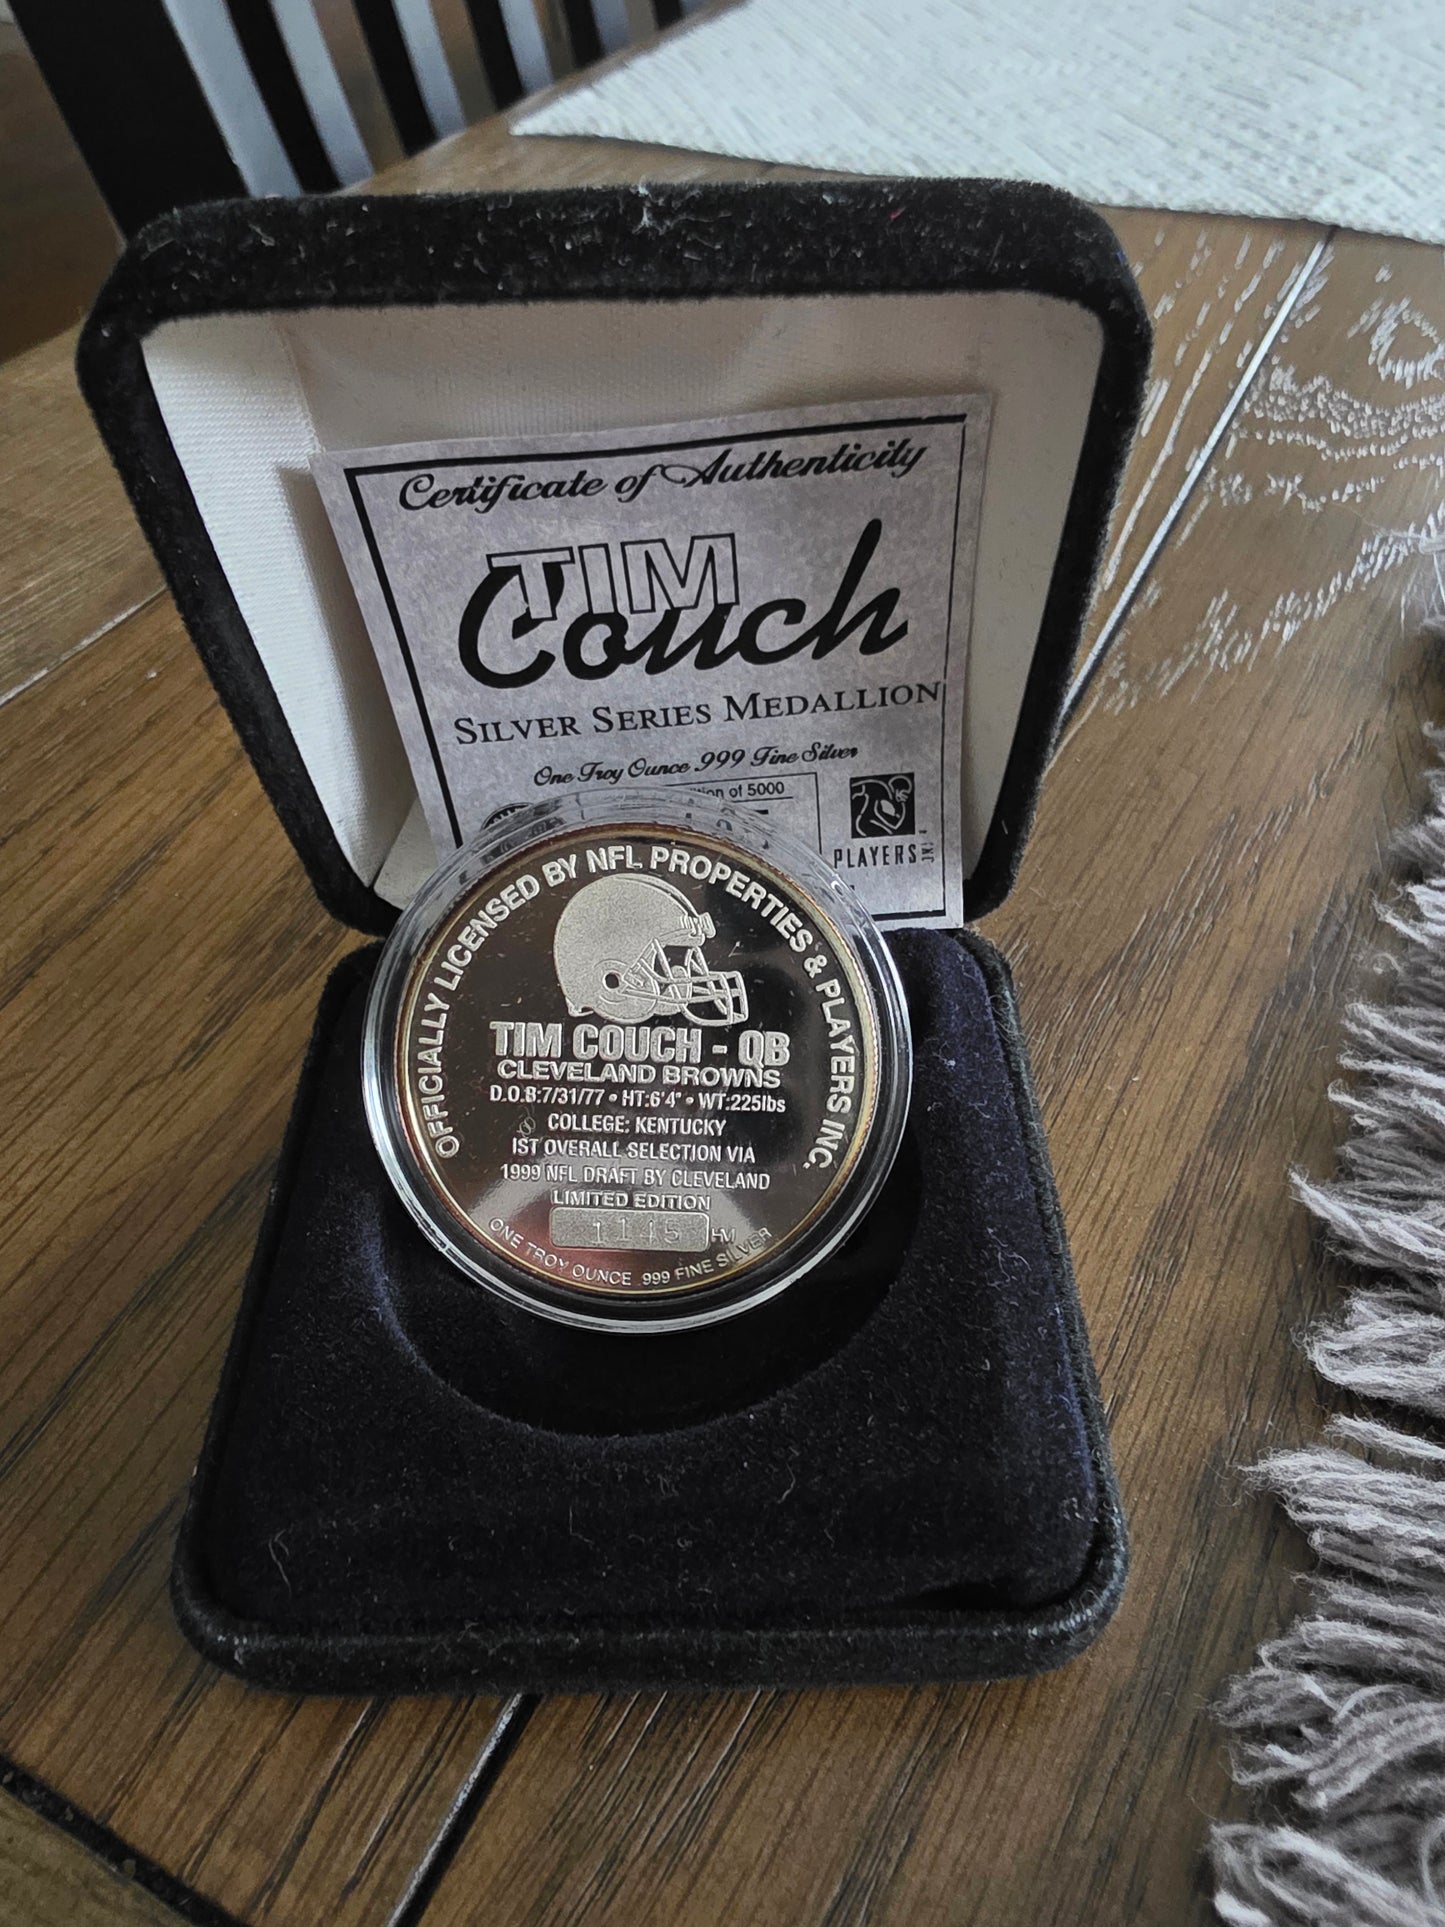 Certificate of Authenticity
TIM
Couch
SILVER SERIES MEDALLION
One Troy Ounce .999 Fine Silver
of 5000
PLAYERS INC
OFFICIALLY LICENSED BY NFL PROPERTIES & PLAYERS INC.
TIM COUCH - QB
CLEVELAND BROWNS
D.O.B:7/31/77 • HT:6'4" • WT:225lbs
COLLEGE: KENTUCKY
1ST OVERALL SELECTION VIA
1999 NFL DRAFT BY CLEVELAND
LIMITED EDITION
1145 HM
ONE TROY OUNCE .999 FINE SILVER